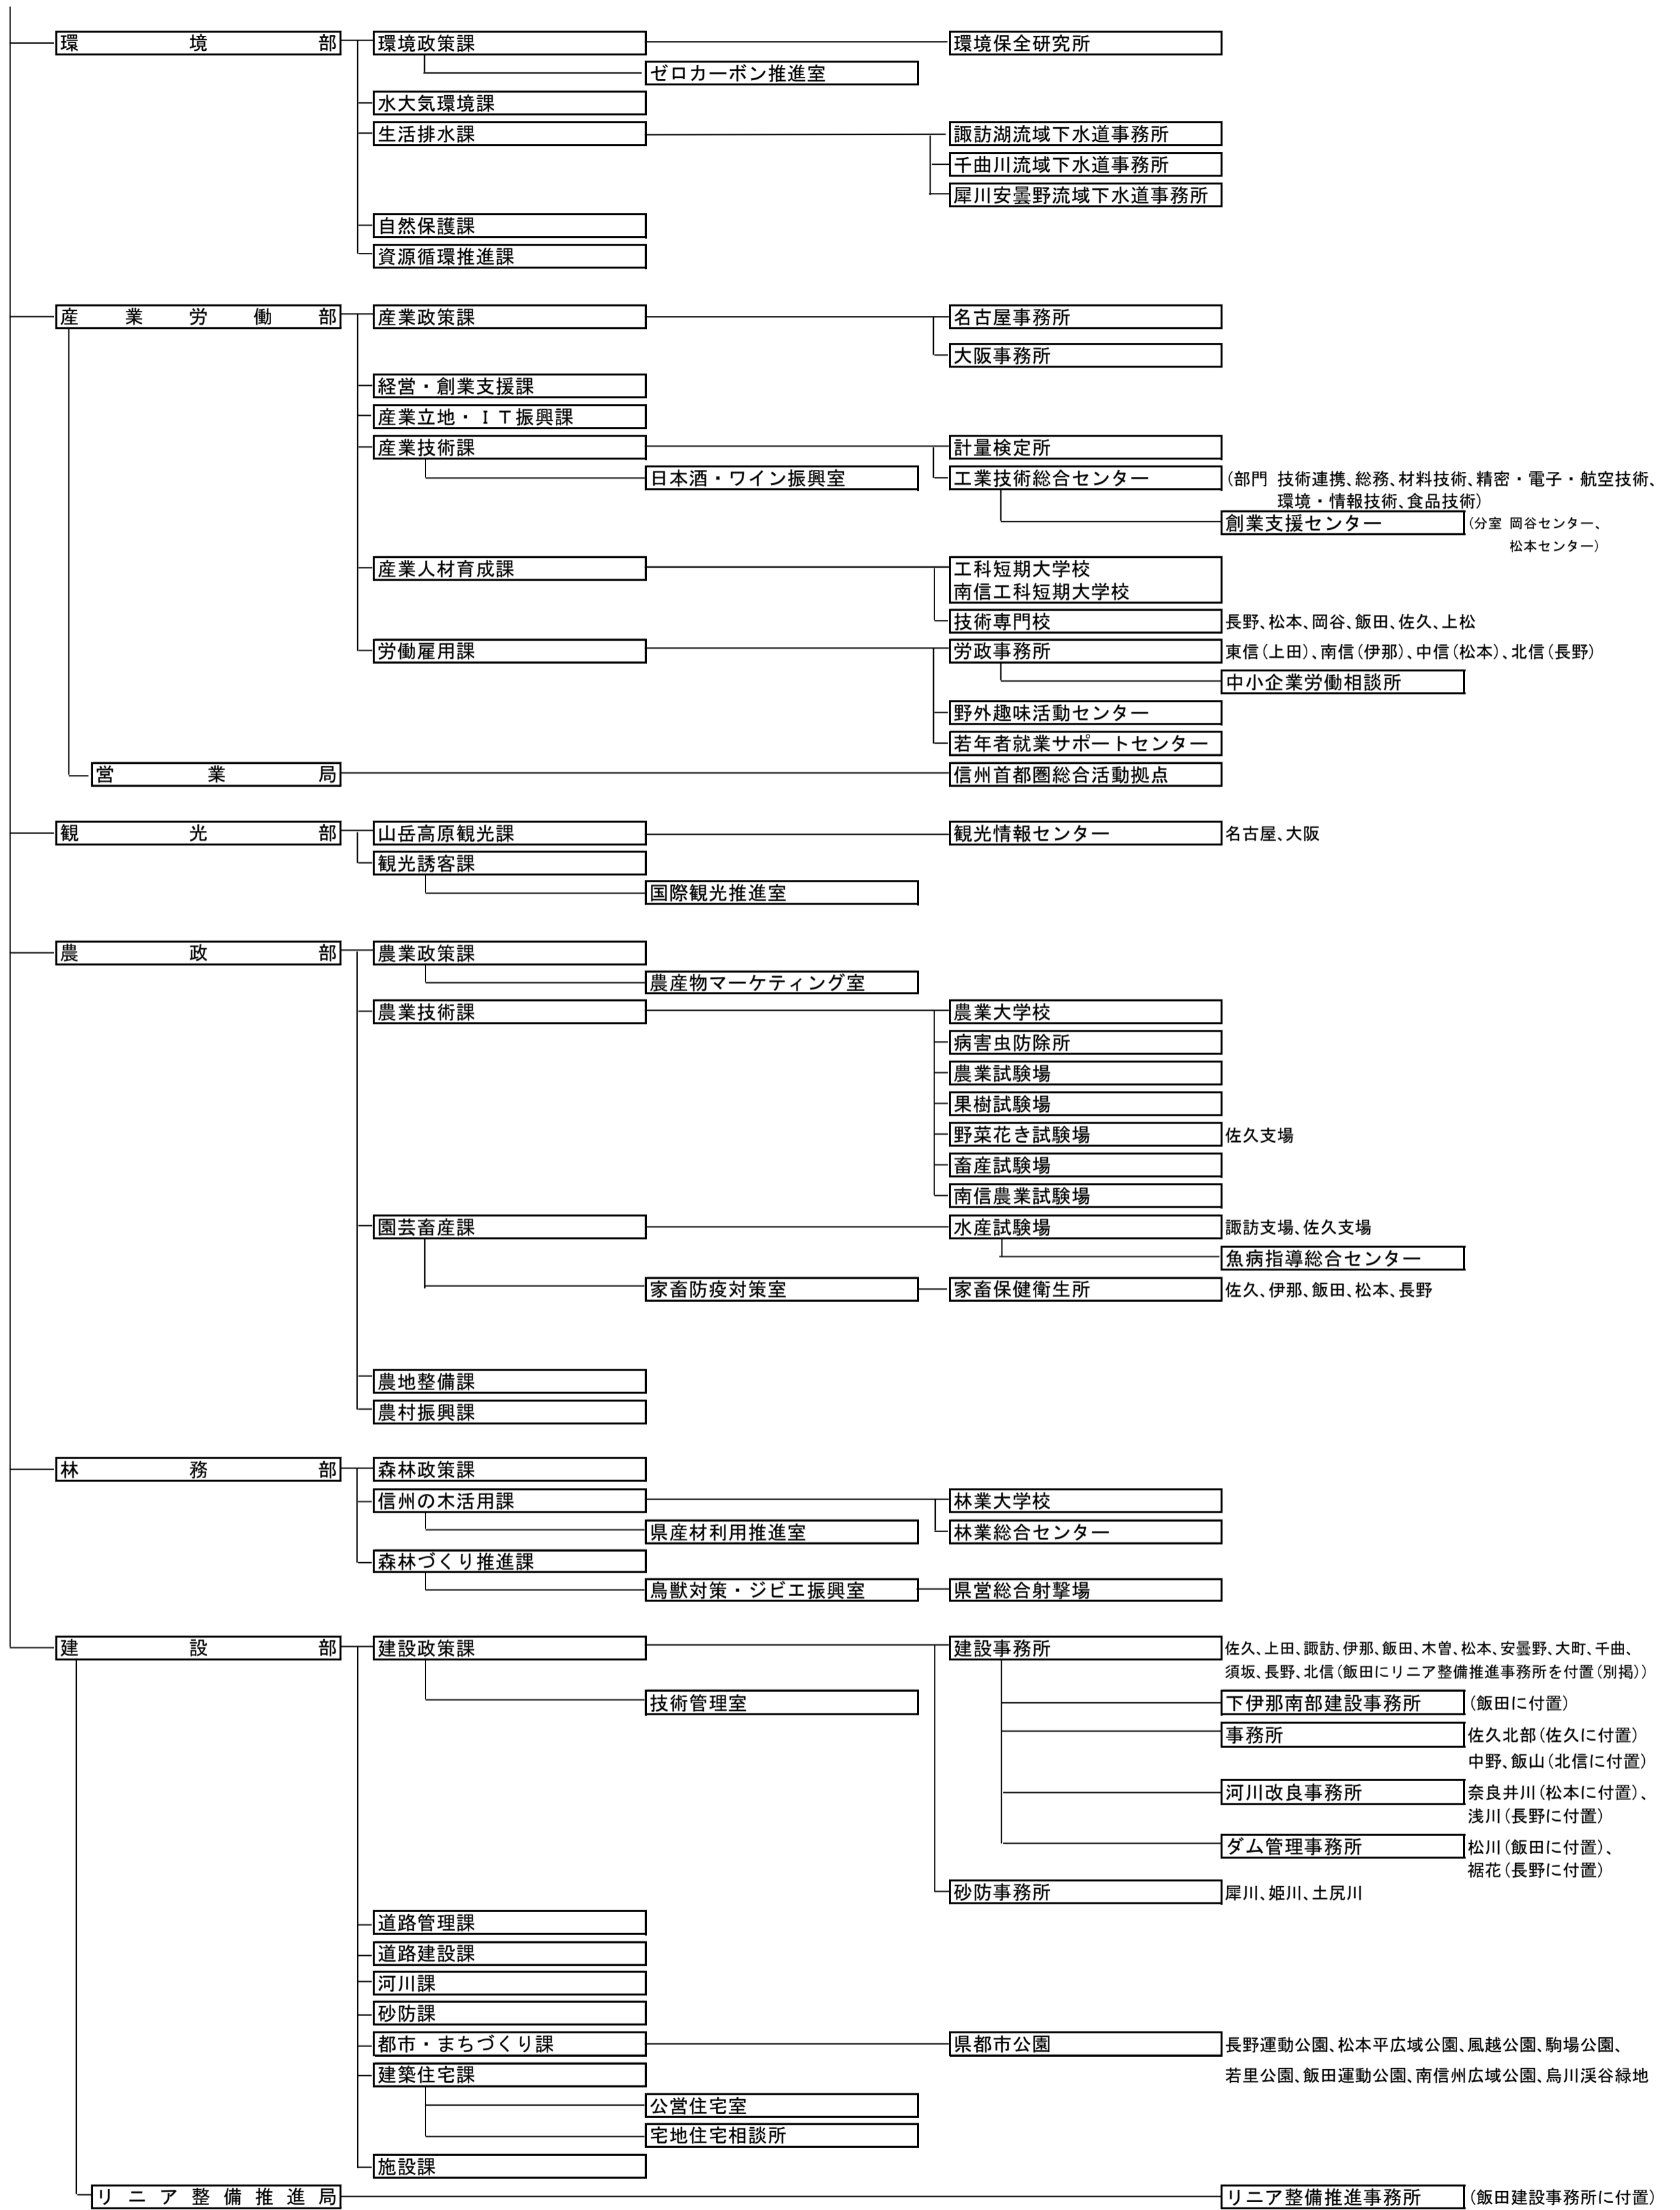 環境部 環境政策課 環境保全研究所
ゼロカーボン推進室
水大気環境課
生活排水課 諏訪湖流域下水道事務所
千曲川流域下水道事務所
犀川安曇野流域下水道事務所
自然保護課
資源循環推進課
産業労働部 産業政策課 名古屋事務所
大阪事務所
経営・創業支援課
産業立地・ＩＴ振興課
産業技術課 計量検定所
日本酒・ワイン振興室 工業技術総合センター （部門 技術連携、総務、材料技術、精密・電子・航空技術、
環境・情報技術、食品技術）
創業支援センター （分室 岡谷センター、
松本センター）
産業人材育成課 工科短期大学校
南信工科短期大学校
技術専門校 長野、松本、岡谷、飯田、佐久、上松
労働雇用課 労政事務所 東信（上田）、南信（伊那）、中信（松本）、北信（長野）
中小企業労働相談所
野外趣味活動センター
若年者就業サポートセンター
営業局 信州首都圏総合活動拠点
観光部 山岳高原観光課 観光情報センター 名古屋、大阪
観光誘客課
国際観光推進室
農政部 農業政策課
農産物マーケティング室
農業技術課 農業大学校
病害虫防除所
農業試験場
果樹試験場
野菜花き試験場 佐久支場
畜産試験場
南信農業試験場
園芸畜産課 水産試験場 諏訪支場、佐久支場
魚病指導総合センター
家畜防疫対策室 家畜保健衛生所 佐久、伊那、飯田、松本、長野
農地整備課
農村振興課
林務部 森林政策課
信州の木活用課 林業大学校
県産材利用推進室 林業総合センター
森林づくり推進課
鳥獣対策・ジビエ振興室 県営総合射撃場
建設部 建設政策課 建設事務所 佐久、上田、諏訪、伊那、飯田、木曽、松本、安曇野、大町、千曲、
須坂、長野、北信（飯田にリニア整備推進事務所を付置（別掲））
技術管理室 下伊那南部建設事務所 （飯田に付置）
事務所 佐久北部（佐久に付置）
中野、飯山（北信に付置）
河川改良事務所 奈良井川（松本に付置）、
浅川（長野に付置）
ダム管理事務所 松川（飯田に付置）、
裾花（長野に付置）
砂防事務所 犀川、姫川、土尻川
道路管理課
道路建設課
河川課
砂防課
都市・まちづくり課 県都市公園 長野運動公園、松本平広域公園、風越公園、駒場公園、
建築住宅課 若里公園、飯田運動公園、南信州広域公園、烏川渓谷緑地
公営住宅室
宅地住宅相談所
施設課
リニア整備推進局 リニア整備推進事務所 （飯田建設事務所に付置）